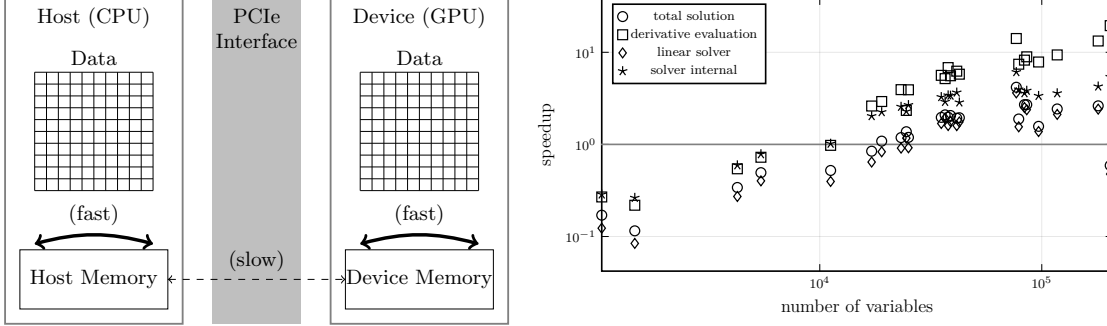 Host (CPU)
PCIe
Interface
Device (GPU)
Data
Data
(fast)
(fast)
(slow)
Host Memory
Device Memory
total solution
derivative evaluation
linear solver
solver internal
speedup
10¹
10⁰
10⁻¹
10⁴
10⁵
number of variables